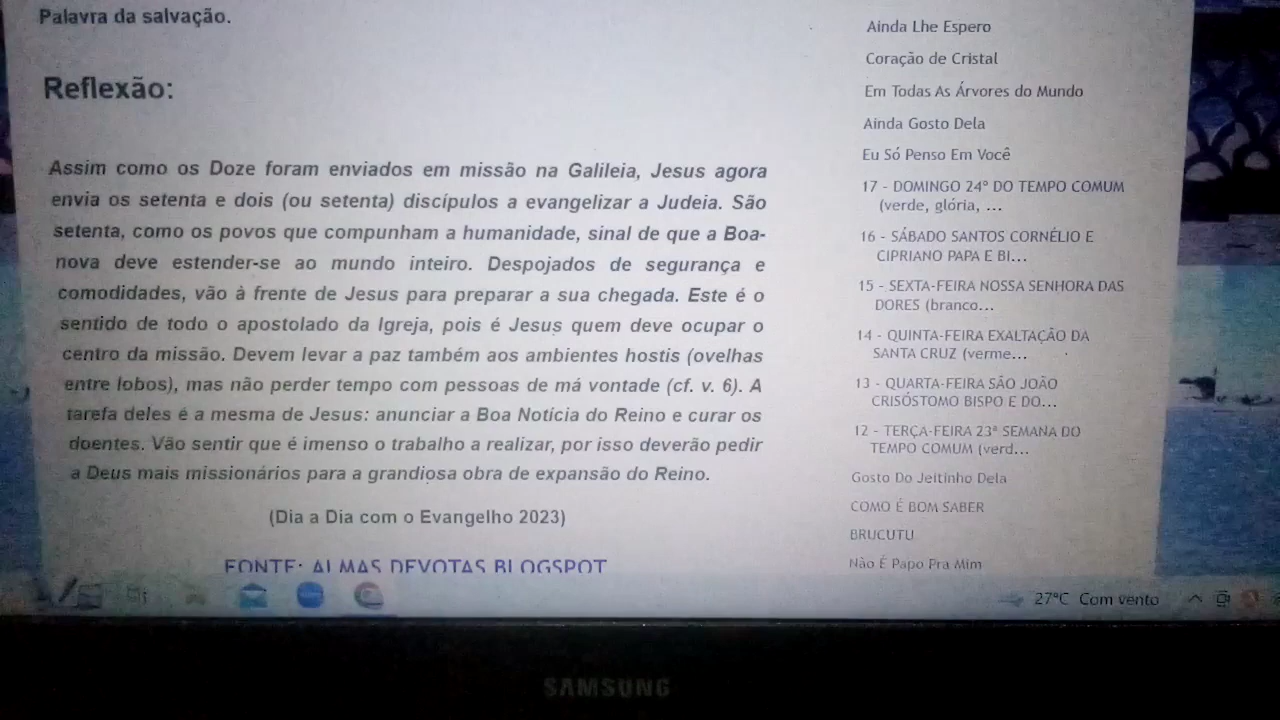 Palavra da salvação.
Reflexão:
Assim como os Doze foram enviados em missão na Galileia, Jesus agora
envia os setenta e dois (ou setenta) discípulos a evangelizar a Judeia. São
setenta, como os povos que compunham a humanidade, sinal de que a Boa-
nova deve estender-se ao mundo inteiro. Despojados de segurança e
comodidades, vão à frente de Jesus para preparar a sua chegada. Este é o
sentido de todo o apostolado da Igreja, pois é Jesus quem deve ocupar o
centro da missão. Devem levar a paz também aos ambientes hostis (ovelhas
entre lobos), mas não perder tempo com pessoas de má vontade (cf. v. 6). A
tarefa deles é a mesma de Jesus: anunciar a Boa Notícia do Reino e curar os
doentes. Vão sentir que é imenso o trabalho a realizar, por isso deverão pedir
a Deus mais missionários para a grandiosa obra de expansão do Reino.
(Dia a Dia com o Evangelho 2023)
FONTE: ALMAS DEVOTAS BLOGSPOT
Ainda Lhe Espero
Coração de Cristal
Em Todas As Árvores do Mundo
Ainda Gosto Dela
Eu Só Penso Em Você
17 - DOMINGO 24º DO TEMPO COMUM
(verde, glória, ...
16 - SÁBADO SANTOS CORNÉLIO E
CIPRIANO PAPA E BI...
15 - SEXTA-FEIRA NOSSA SENHORA DAS
DORES (branco...
14 - QUINTA-FEIRA EXALTAÇÃO DA
SANTA CRUZ (verme...
13 - QUARTA-FEIRA SÃO JOÃO
CRISÓSTOMO BISPO E DO...
12 - TERÇA-FEIRA 23ª SEMANA DO
TEMPO COMUM (verd...
Gosto Do Jeitinho Dela
COMO É BOM SABER
BRUCUTU
Não É Papo Pra Mim
27°C Com vento
SAMSUNG